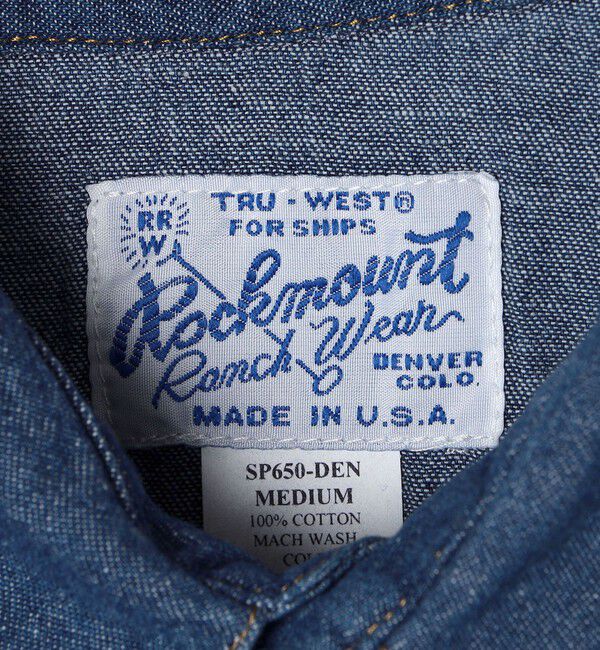 TRU - WEST®
FOR SHIPS
RR
W
Rockmount
Ranch Wear
DENVER
COLO.
MADE IN U.S.A.
SP650-DEN
MEDIUM
100% COTTON
MACH WASH